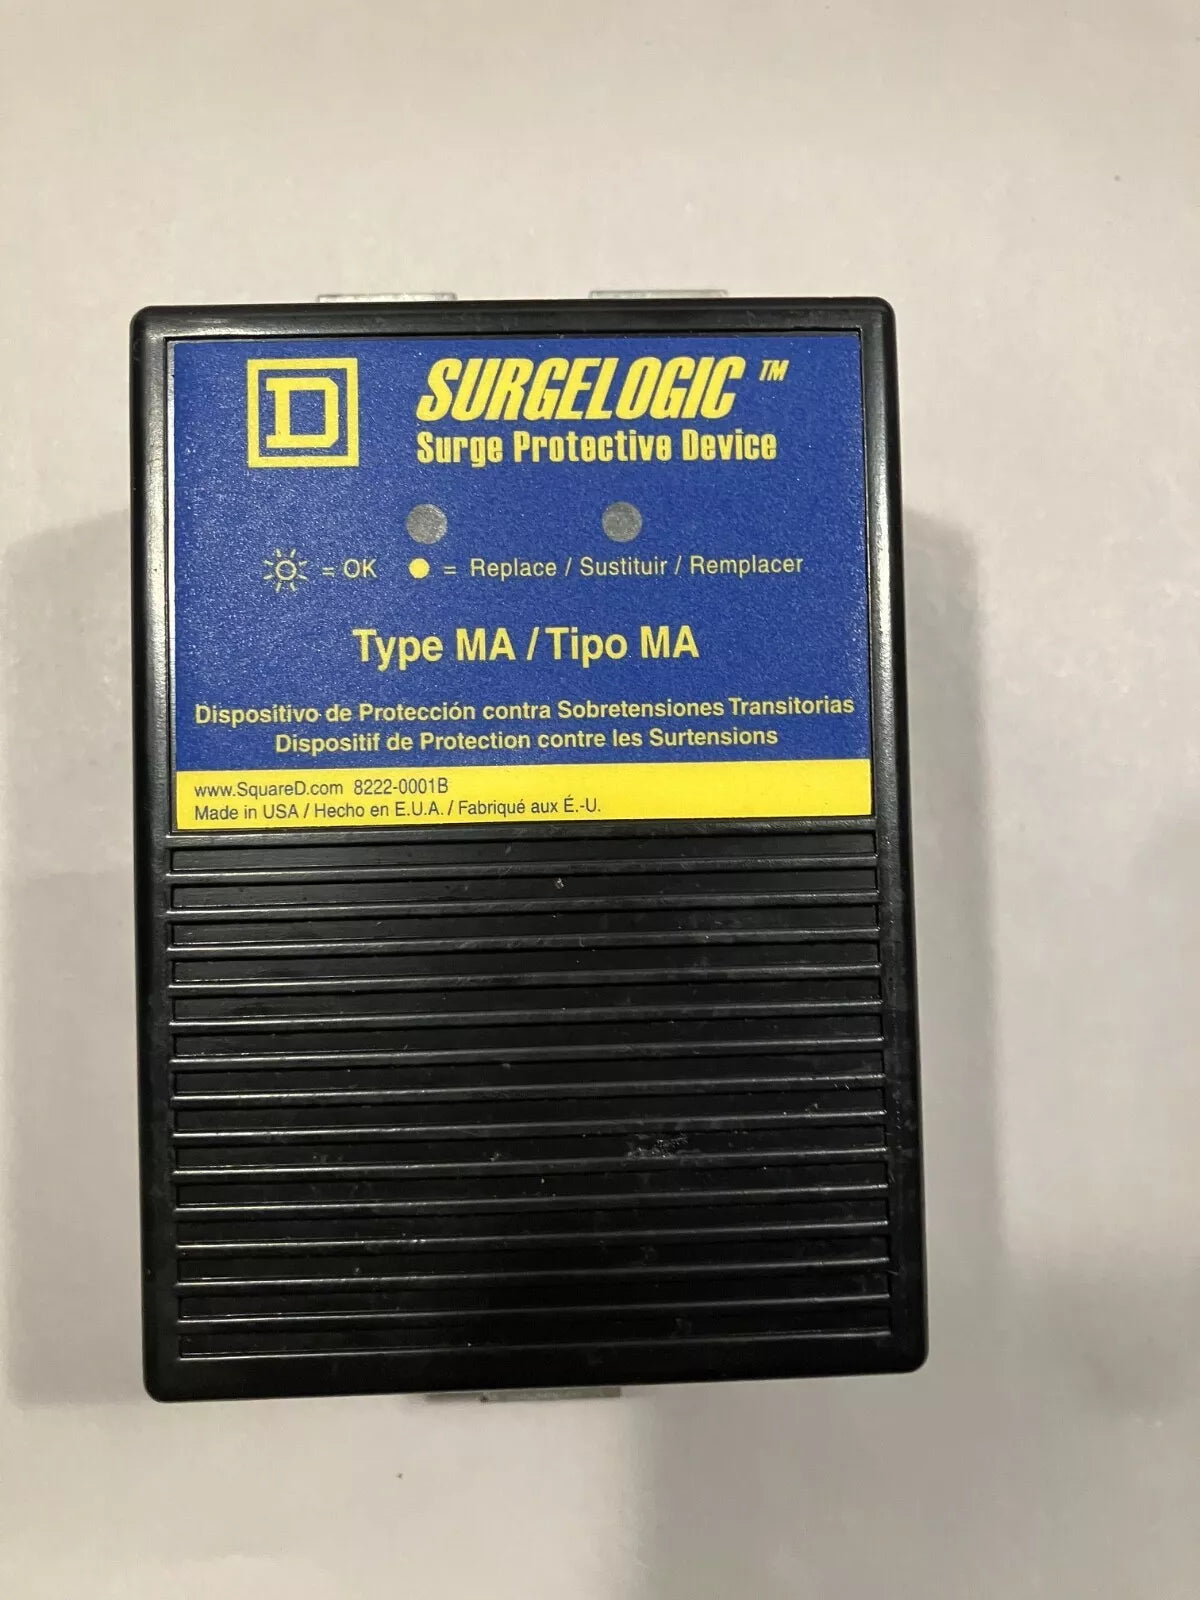 D
SURGELOGIC ™
Surge Protective Device
= OK = Replace / Sustituir / Remplacer
Type MA / Tipo MA
Dispositivo de Protección contra Sobretensiones Transitorias
Dispositif de Protection contre les Surtensions
www.SquareD.com 8222-0001B
Made in USA / Hecho en E.U.A. / Fabriqué aux É.-U.